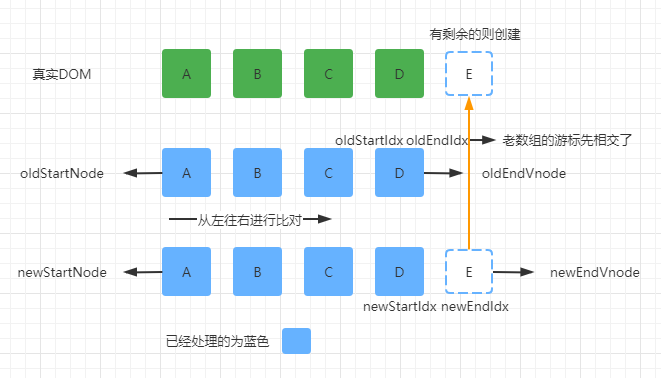 有剩余的则创建
真实DOM
A
B
C
D
E
oldStartIdx oldEndIdx
老数组的游标先相交了
oldStartNode
A
B
C
D
oldEndVnode
从左往右进行比对
newStartNode
A
B
C
D
E
newEndVnode
newStartIdx newEndIdx
已经处理的为蓝色